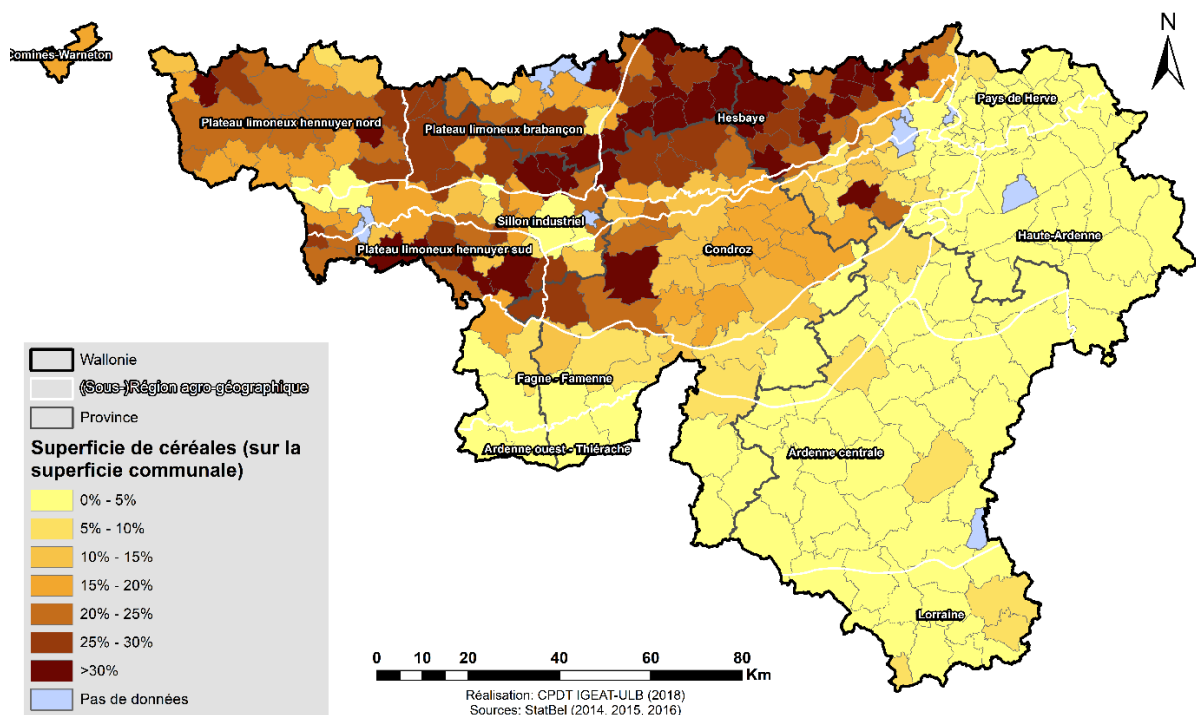 N
Comines-Warneton
Pays de Herve
Plateau limoneux hennuyer nord
Plateau limoneux brabançon
Hesbaye
Sillon industriel
Haute-Ardenne
Plateau limoneux hennuyer sud
Condroz
Fagne - Famenne
Ardenne ouest - Thiérache
Ardenne centrale
Lorraine
Wallonie
(Sous-)Région agro-géographique
Province
Superficie de céréales (sur la
superficie communale)
0% - 5%
5% - 10%
10% - 15%
15% - 20%
20% - 25%
25% - 30%
>30%
Pas de données
0 10 20 40 60 80
Km
Réalisation: CPDT IGEAT-ULB (2018)
Sources: StatBel (2014, 2015, 2016)